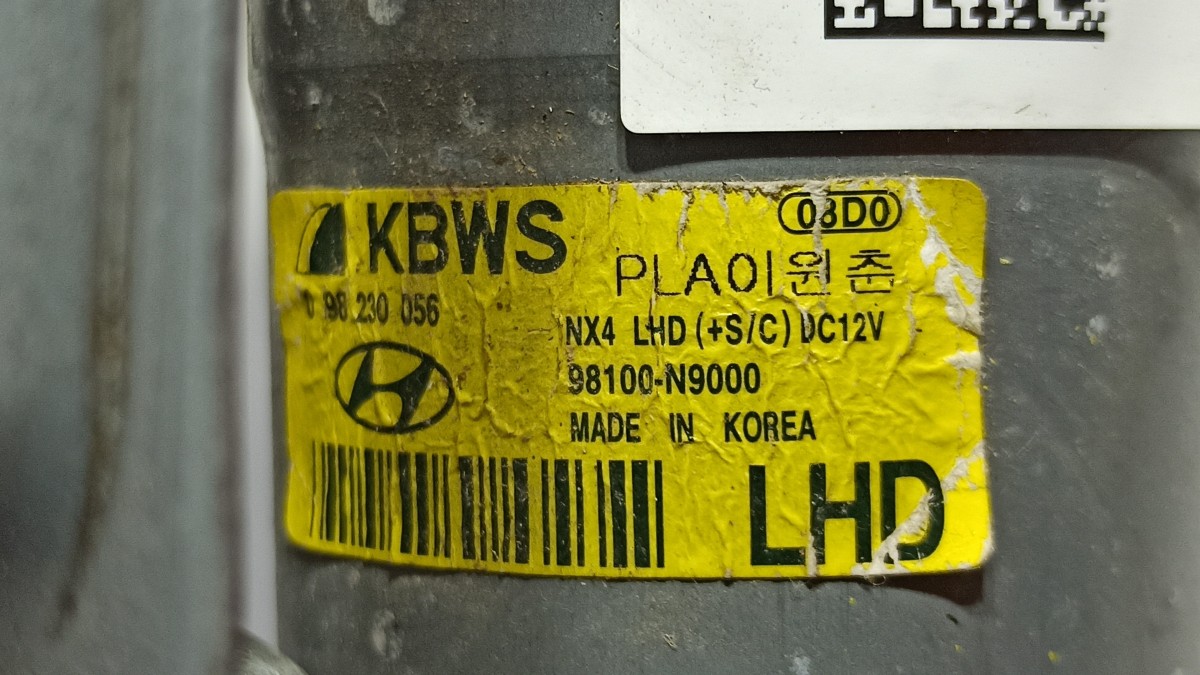 KBWS
03D0
PLA이원춘
0 98 230 056
NX4 LHD (+S/C) DC12V
98100-N9000
MADE IN KOREA
LHD